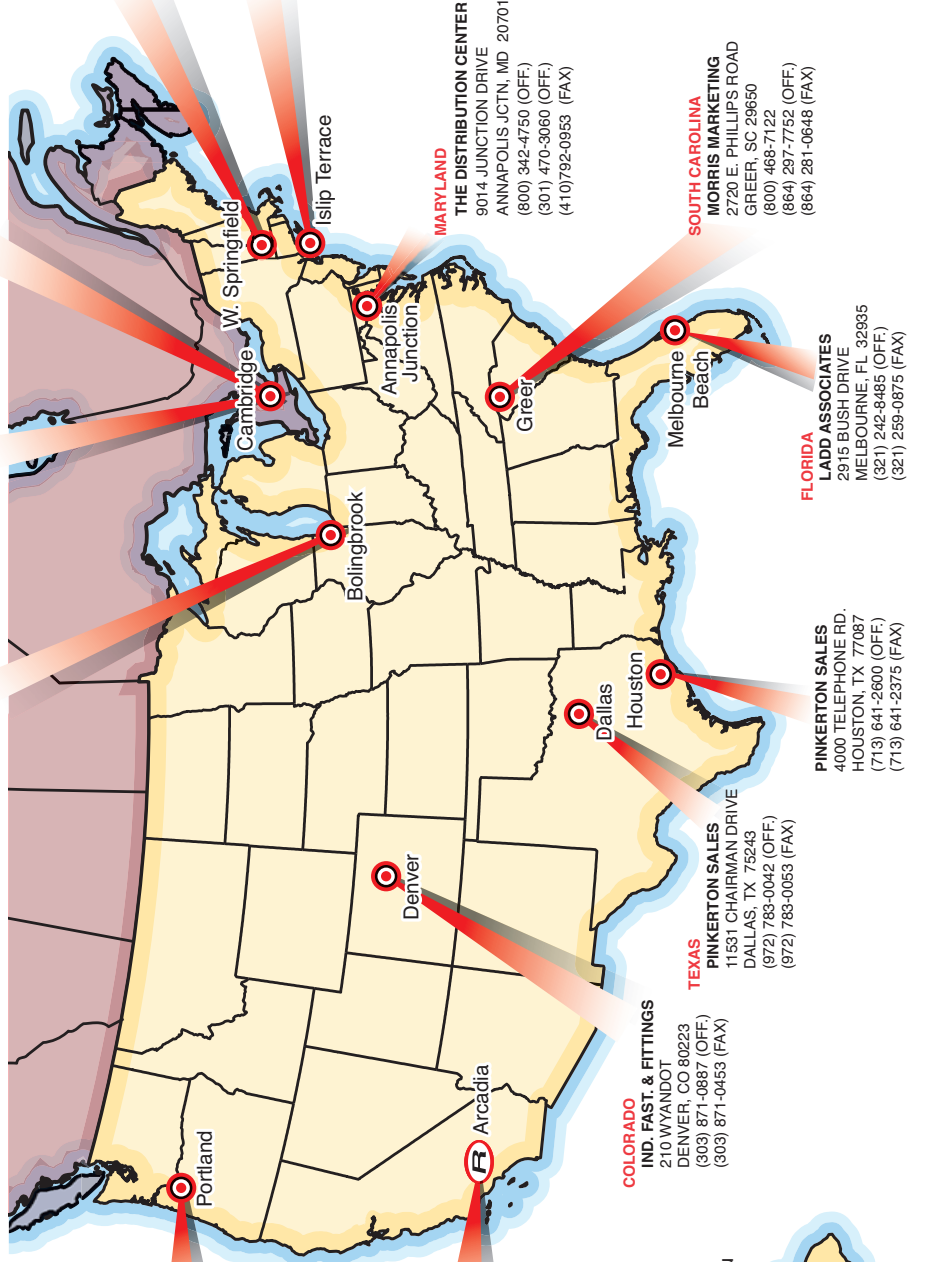 Portland
R
Arcadia
Denver
Dallas
Houston
Bolingbrook
Cambridge
W. Springfield
Islip Terrace
Annapolis
Junction
Greer
Melbourne
Beach
COLORADO
IND. FAST. & FITTINGS
210 WYANDOT
DENVER, CO 80223
(303) 871-0887 (OFF.)
(303) 871-0453 (FAX)
TEXAS
PINKERTON SALES
11531 CHAIRMAN DRIVE
DALLAS, TX 75243
(972) 783-0042 (OFF.)
(972) 783-0053 (FAX)
PINKERTON SALES
4000 TELEPHONE RD.
HOUSTON, TX 77087
(713) 641-2600 (OFF.)
(713) 641-2375 (FAX)
FLORIDA
LADD ASSOCIATES
2915 BUSH DRIVE
MELBOURNE, FL 32935
(321) 242-8485 (OFF.)
(321) 259-0875 (FAX)
SOUTH CAROLINA
MORRIS MARKETING
2720 E. PHILLIPS ROAD
GREER, SC 29650
(800) 468-7122
(864) 297-7752 (OFF.)
(864) 281-0648 (FAX)
MARYLAND
THE DISTRIBUTION CENTER
9014 JUNCTION DRIVE
ANNAPOLIS JCTN, MD 20701
(800) 342-4750 (OFF.)
(301) 470-3060 (OFF.)
(410)792-0953 (FAX)